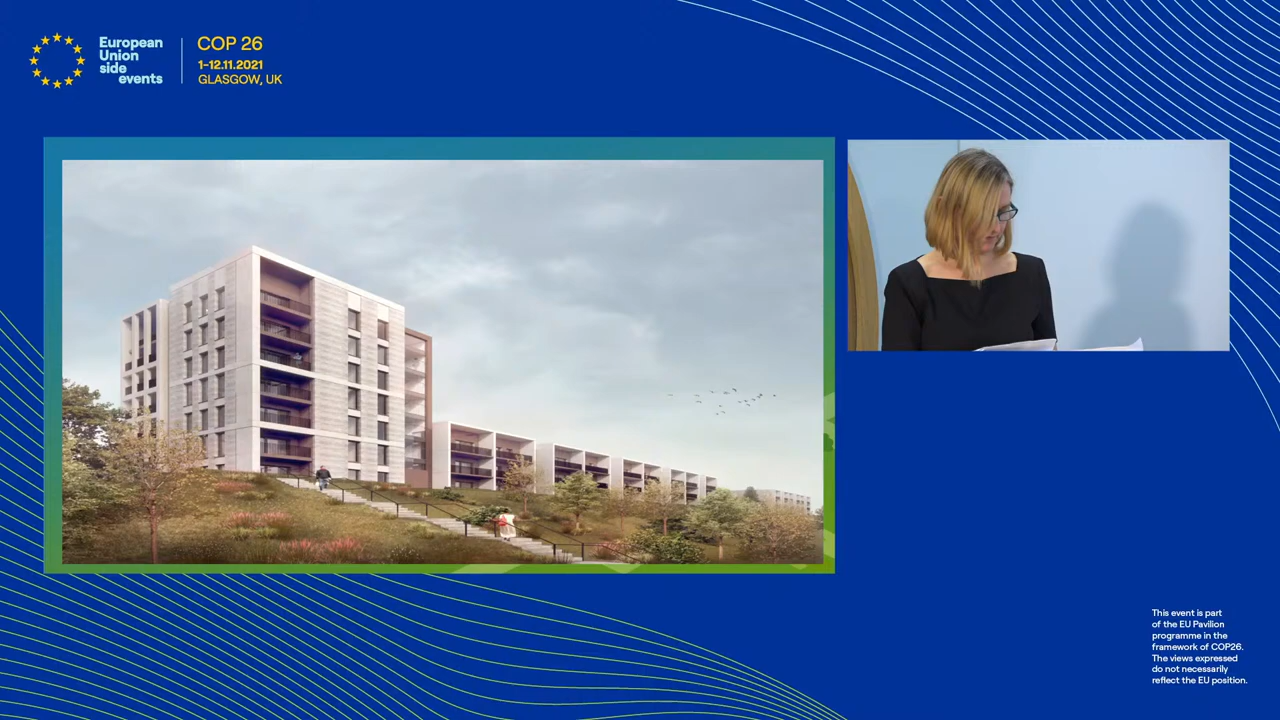 European
Union
side
events
COP 26
1-12.11.2021
GLASGOW, UK
This event is part
of the EU Pavilion
programme in the
framework of COP26.
The views expressed
do not necessarily
reflect the EU position.